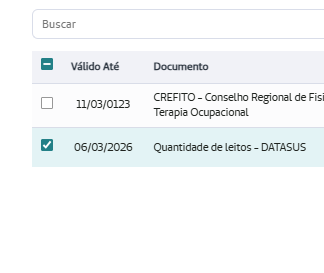 Buscar
Válido Até Documento
11/03/0123 CREFITO - Conselho Regional de
Terapia Ocupacional
06/03/2026 Quantidade de leitos - DATASUS